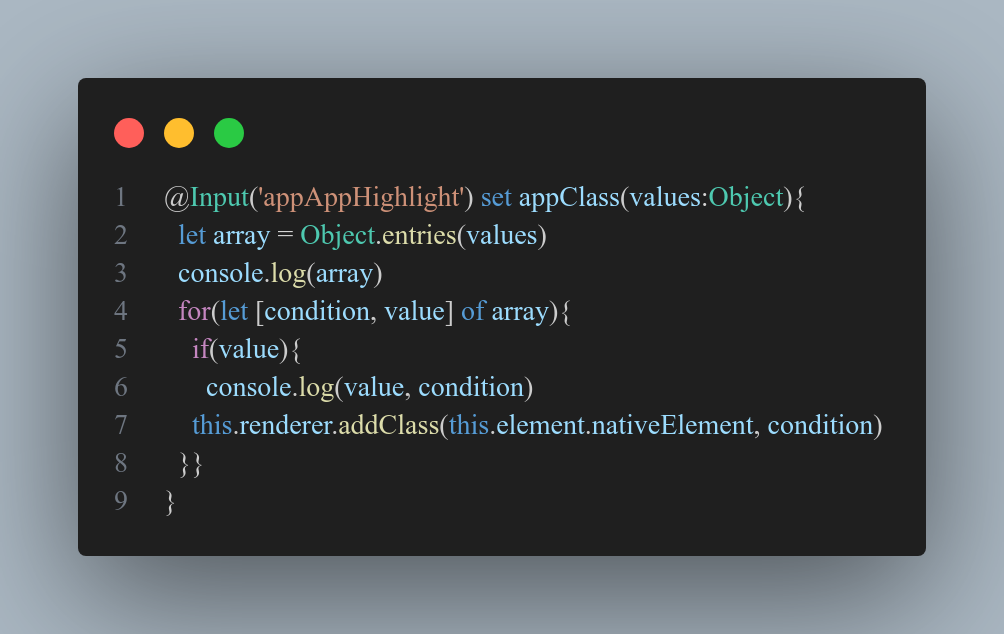 1 @Input('appAppHighlight') set appClass(values:Object){
2 let array = Object.entries(values)
3 console.log(array)
4 for(let [condition, value] of array){
5 if(value){
6 console.log(value, condition)
7 this.renderer.addClass(this.element.nativeElement, condition)
8 }}
9 }